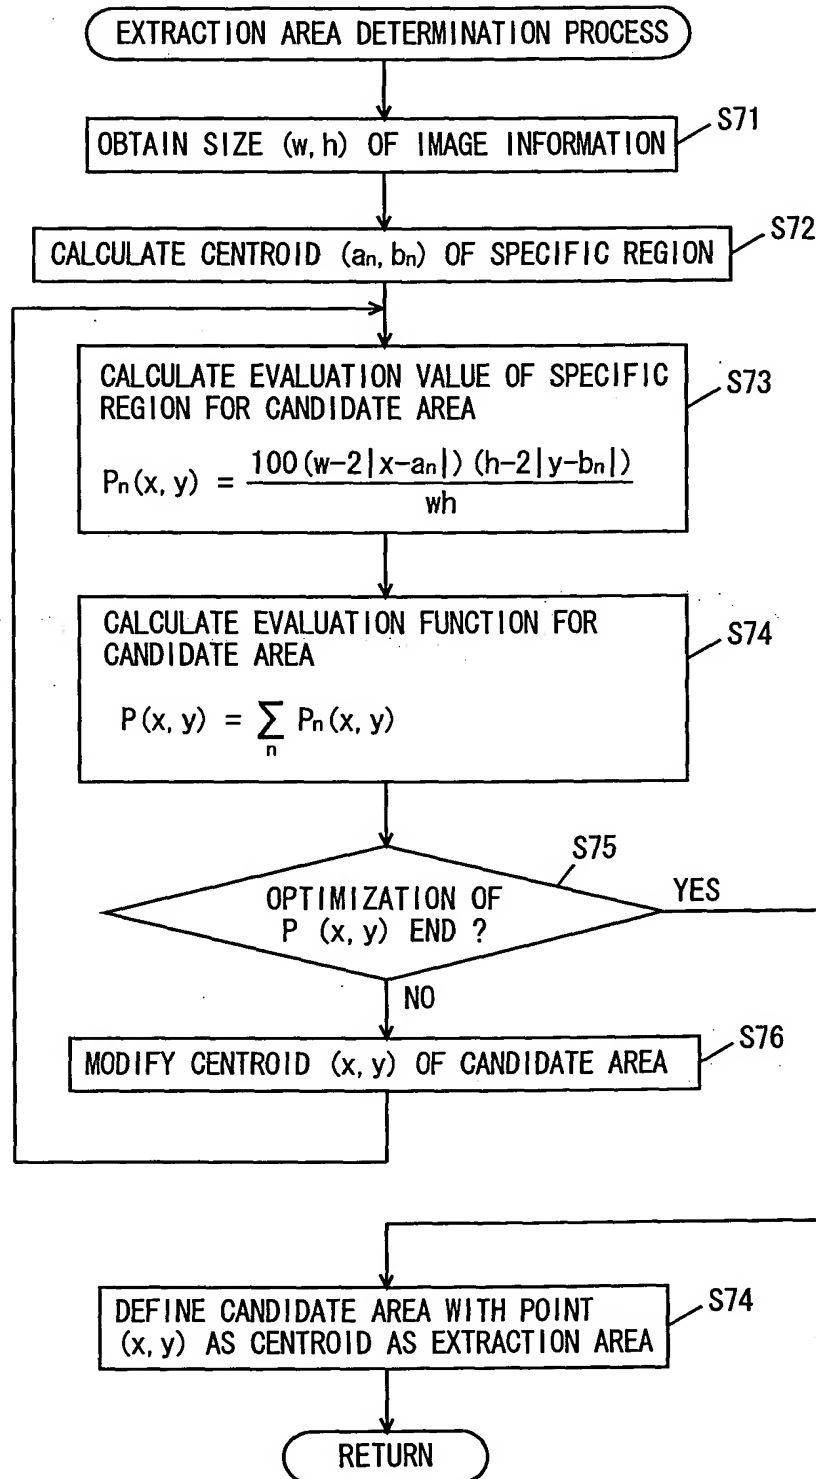 EXTRACTION AREA DETERMINATION PROCESS
S71
OBTAIN SIZE (w, h) OF IMAGE INFORMATION
S72
CALCULATE CENTROID (an, bn) OF SPECIFIC REGION
CALCULATE EVALUATION VALUE OF SPECIFIC
REGION FOR CANDIDATE AREA
S73
Pn(x, y) = 100(w-2|x-an|)(h-2|y-bn|) / wh
CALCULATE EVALUATION FUNCTION FOR
CANDIDATE AREA
S74
P(x, y) = ∑n Pn(x, y)
S75
OPTIMIZATION OF
P (x, y) END ?
YES
NO
S76
MODIFY CENTROID (x, y) OF CANDIDATE AREA
S74
DEFINE CANDIDATE AREA WITH POINT
(x, y) AS CENTROID AS EXTRACTION AREA
RETURN